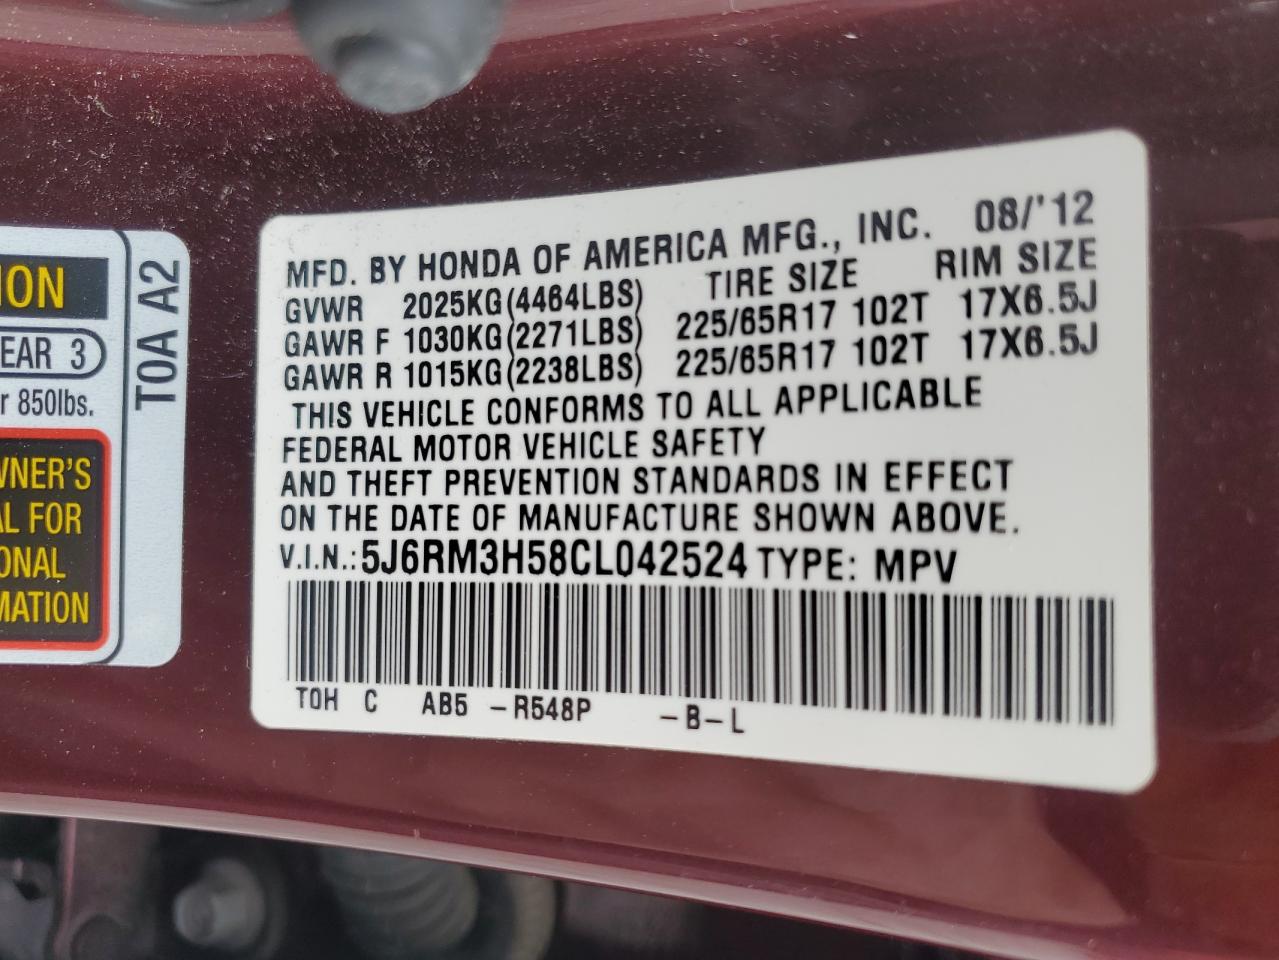 ION
EAR 3
r 850lbs.
WNER'S
AL FOR
ONAL
MATION
T0A A2
MFD. BY HONDA OF AMERICA MFG., INC. 08/'12
GVWR 2025KG(4464LBS) TIRE SIZE RIM SIZE
GAWR F 1030KG(2271LBS) 225/65R17 102T 17X6.5J
GAWR R 1015KG(2238LBS) 225/65R17 102T 17X6.5J
THIS VEHICLE CONFORMS TO ALL APPLICABLE
FEDERAL MOTOR VEHICLE SAFETY
AND THEFT PREVENTION STANDARDS IN EFFECT
ON THE DATE OF MANUFACTURE SHOWN ABOVE.
V.I.N.: 5J6RM3H58CL042524 TYPE: MPV
T0H C AB5 -R548P -B-L